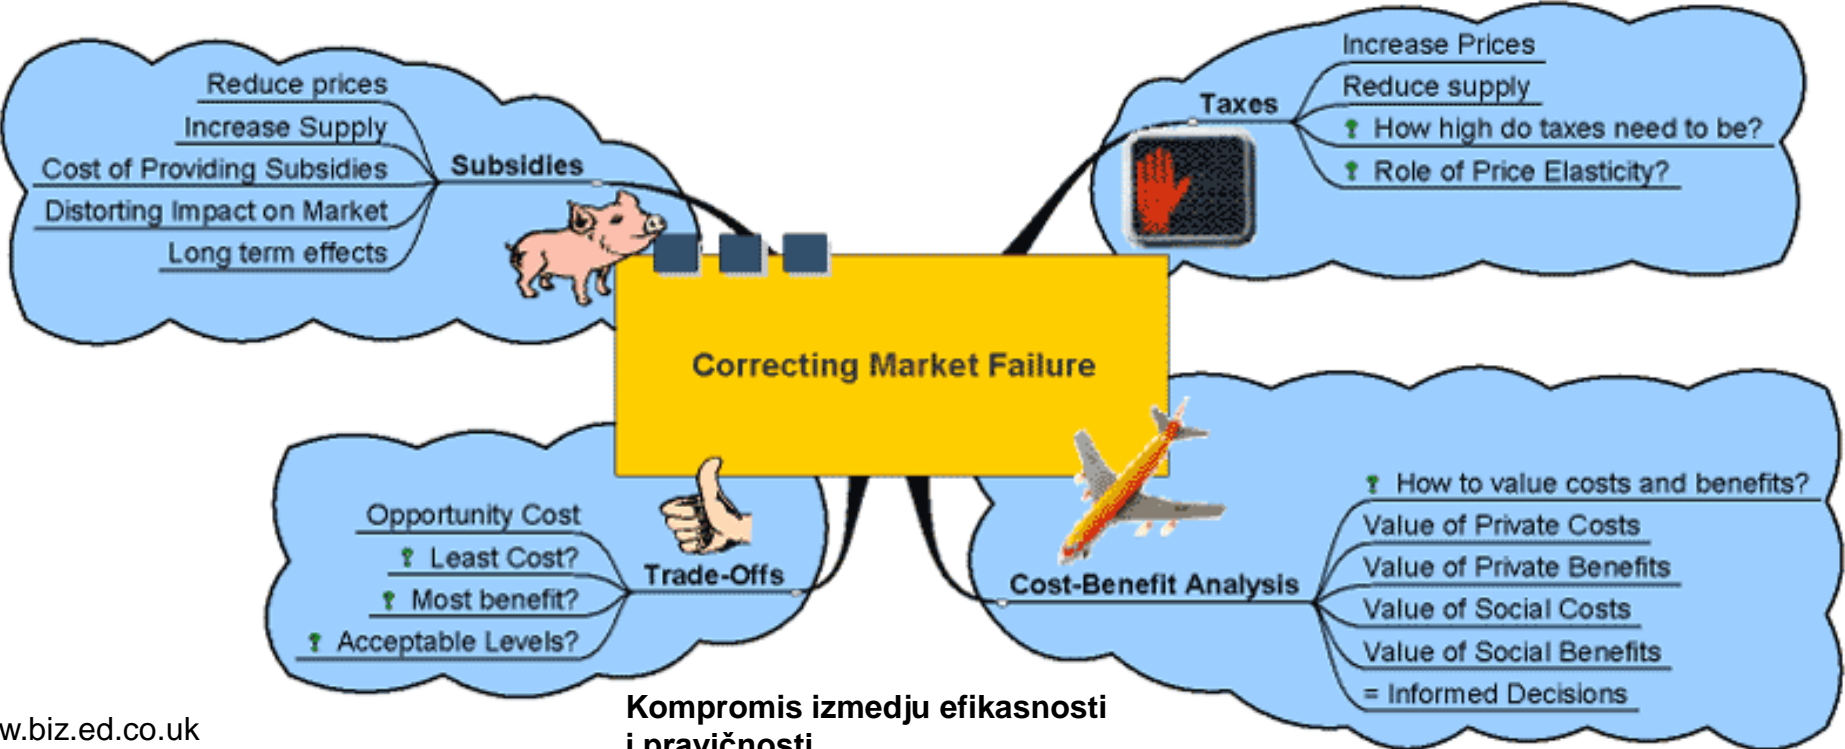 Reduce prices
Increase Supply
Cost of Providing Subsidies
Distorting Impact on Market
Long term effects
Subsidies
Taxes
Increase Prices
Reduce supply
? How high do taxes need to be?
? Role of Price Elasticity?
Correcting Market Failure
Opportunity Cost
? Least Cost?
? Most benefit?
? Acceptable Levels?
Trade-Offs
Cost-Benefit Analysis
? How to value costs and benefits?
Value of Private Costs
Value of Private Benefits
Value of Social Costs
Value of Social Benefits
= Informed Decisions
Kompromis izmedju efikasnosti
i pravičnosti
w.biz.ed.co.uk